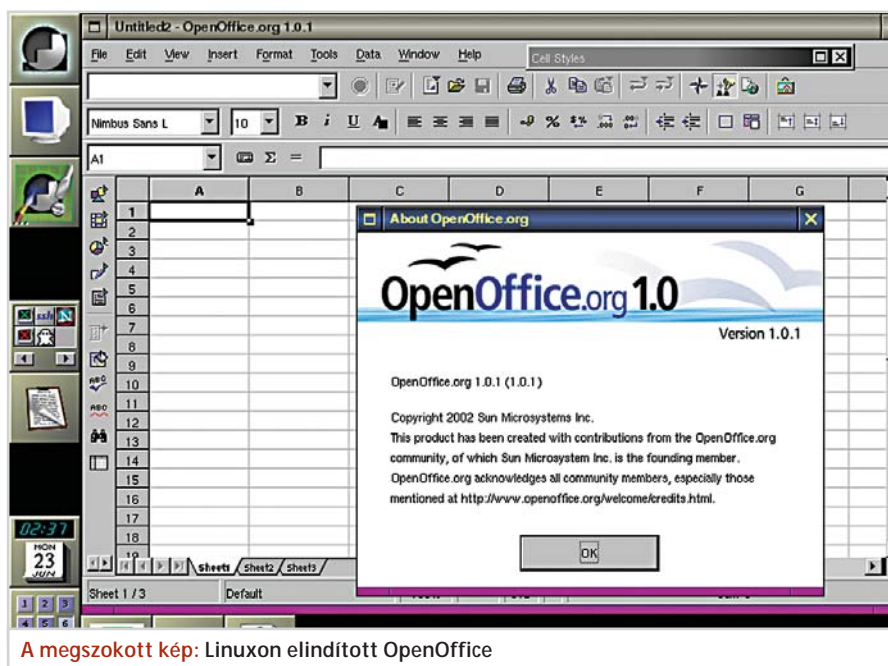 Untitled2 - OpenOffice.org 1.0.1
File Edit View Insert Format Tools Data Window Help
Cell Styles
Nimbus Sans L 10 B i U A
A1 Σ =
A B C D E F G
1
2
3
4
5
6
7
8
9
10
11
12
13
14
15
16
17
18
19
About OpenOffice.org
OpenOffice.org 1.0
Version 1.0.1
OpenOffice.org 1.0.1 (1.0.1)
Copyright 2002 Sun Microsystems Inc.
This product has been created with contributions from the OpenOffice.org
community, of which Sun Microsystem Inc. is the founding member.
OpenOffice.org acknowledges all community members, especially those
mentioned at http://www.openoffice.org/welcome/credits.html.
OK
ssh N
02:37
MON
23
JUN
1 2 3
4 5 6
Sheet1 Sheet2 Sheet3
Sheet 1 / 3 Default
A megszokott kép: Linuxon elindított OpenOffice